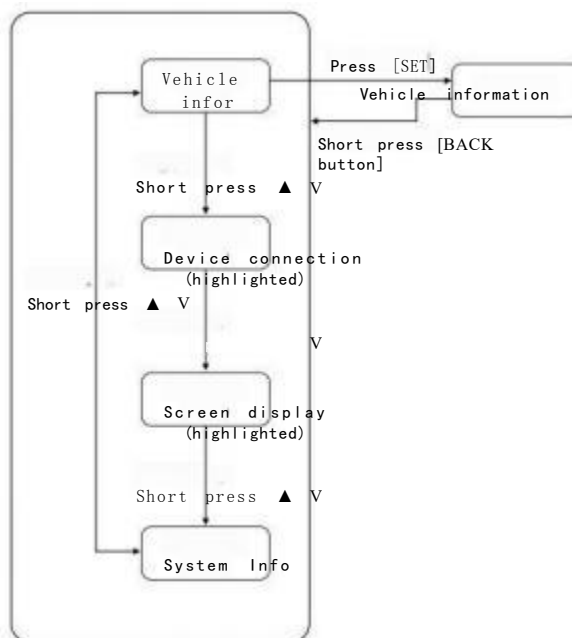 Vehicle
infor
Press [SET]
Vehicle information
Short press [BACK
button]
Short press ▲ V
Device connection
(highlighted)
Short press ▲ V
V
Screen display
(highlighted)
Short press ▲ V
System Info